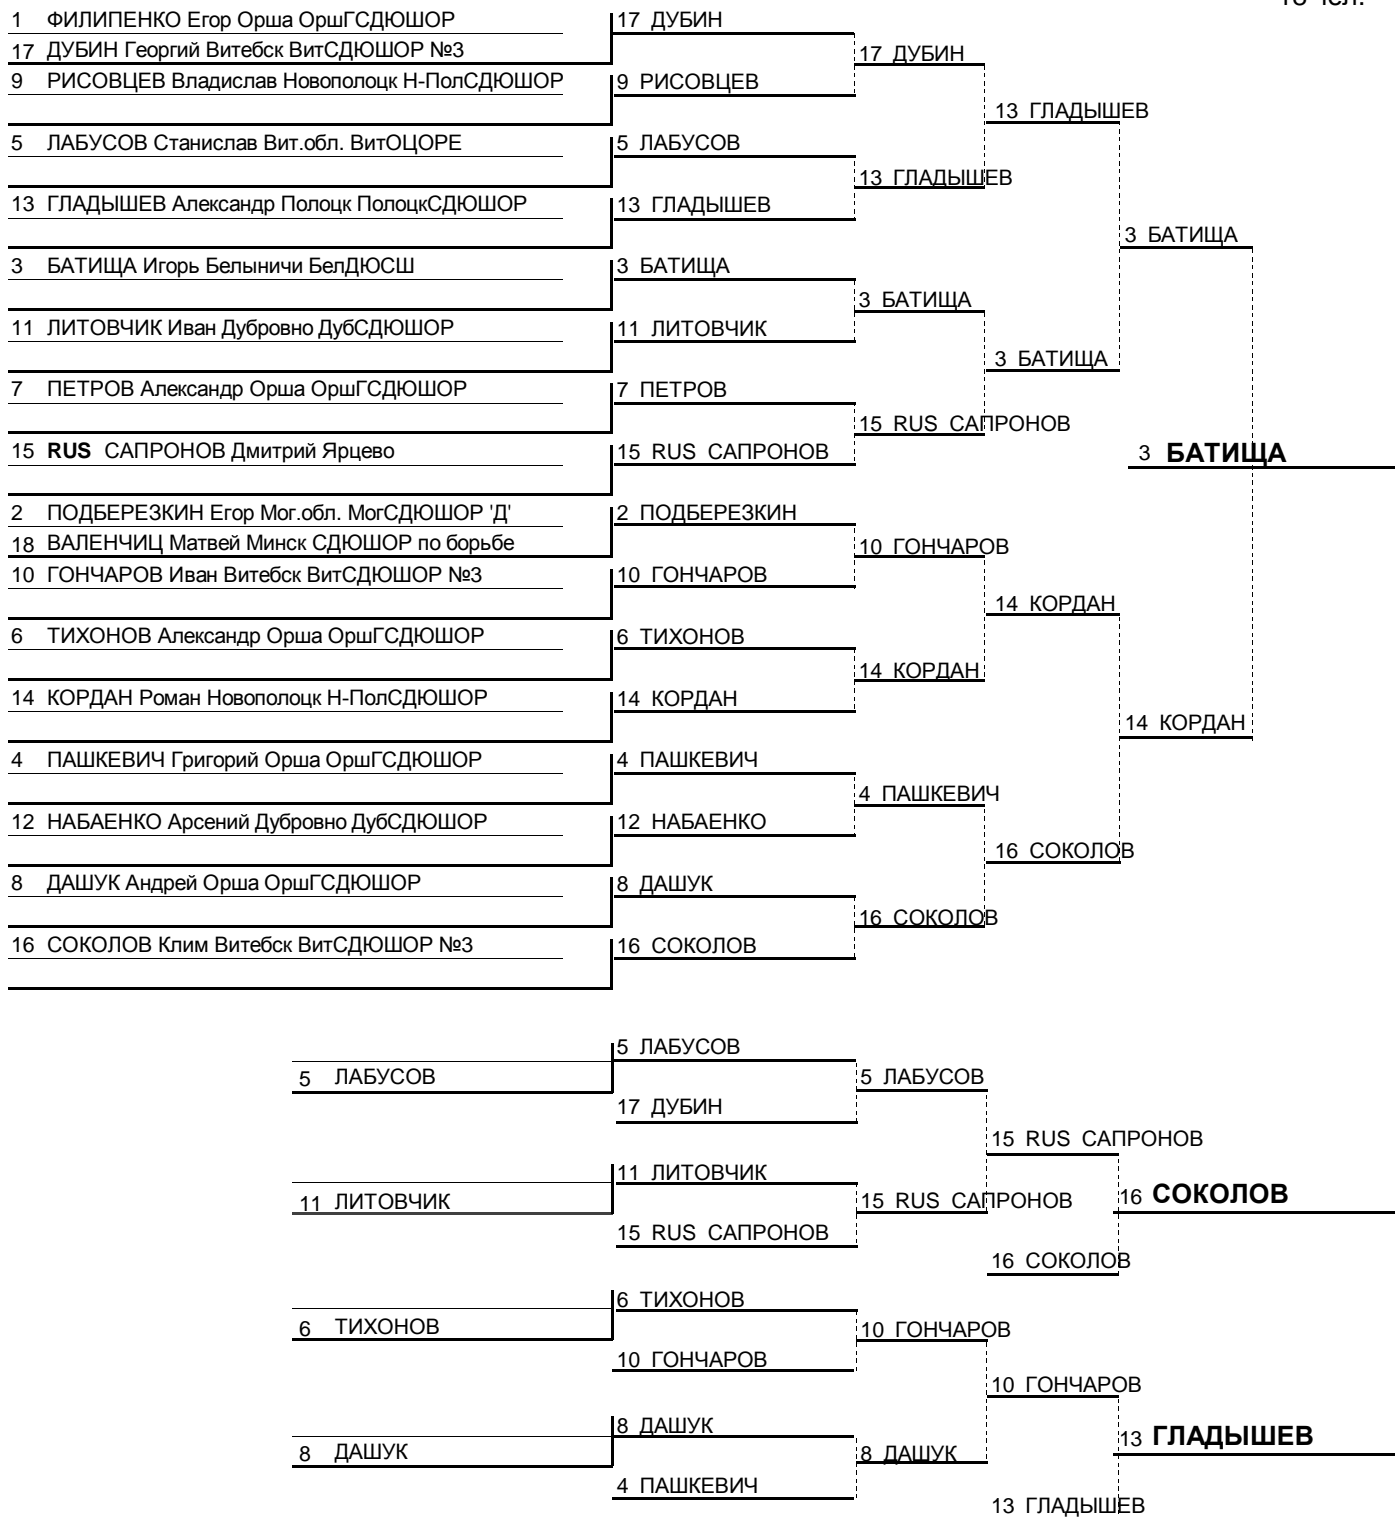 1 ФИЛИПЕНКО Егор Орша ОршГСДЮШОР
17 ДУБИН
17 ДУБИН Георгий Витебск ВитСДЮШОР №3
17 ДУБИН
9 РИСОВЦЕВ Владислав Новополоцк Н-ПолСДЮШОР
9 РИСОВЦЕВ
13 ГЛАДЫШЕВ
5 ЛАБУСОВ Станислав Вит.обл. ВитОЦОРЕ
5 ЛАБУСОВ
13 ГЛАДЫШЕВ
13 ГЛАДЫШЕВ Александр Полоцк ПолоцкСДЮШОР
13 ГЛАДЫШЕВ
3 БАТИЩА
3 БАТИЩА Игорь Белыничи БелДЮСШ
3 БАТИЩА
3 БАТИЩА
11 ЛИТОВЧИК Иван Дубровно ДубСДЮШОР
11 ЛИТОВЧИК
3 БАТИЩА
7 ПЕТРОВ Александр Орша ОршГСДЮШОР
7 ПЕТРОВ
15 RUS САПРОНОВ
15 RUS САПРОНОВ Дмитрий Ярцево
15 RUS САПРОНОВ
3 БАТИЩА
2 ПОДБЕРЕЗКИН Егор Мог.обл. МогСДЮШОР 'Д'
2 ПОДБЕРЕЗКИН
18 ВАЛЕНЧИЦ Матвей Минск СДЮШОР по борьбе
10 ГОНЧАРОВ
10 ГОНЧАРОВ Иван Витебск ВитСДЮШОР №3
10 ГОНЧАРОВ
14 КОРДАН
6 ТИХОНОВ Александр Орша ОршГСДЮШОР
6 ТИХОНОВ
14 КОРДАН
14 КОРДАН Роман Новополоцк Н-ПолСДЮШОР
14 КОРДАН
14 КОРДАН
4 ПАШКЕВИЧ Григорий Орша ОршГСДЮШОР
4 ПАШКЕВИЧ
4 ПАШКЕВИЧ
12 НАБАЕНКО Арсений Дубровно ДубСДЮШОР
12 НАБАЕНКО
16 СОКОЛОВ
8 ДАШУК Андрей Орша ОршГСДЮШОР
8 ДАШУК
16 СОКОЛОВ
16 СОКОЛОВ Клим Витебск ВитСДЮШОР №3
16 СОКОЛОВ
5 ЛАБУСОВ
5 ЛАБУСОВ
5 ЛАБУСОВ
17 ДУБИН
15 RUS САПРОНОВ
11 ЛИТОВЧИК
11 ЛИТОВЧИК
15 RUS САПРОНОВ
16 СОКОЛОВ
15 RUS САПРОНОВ
16 СОКОЛОВ
6 ТИХОНОВ
6 ТИХОНОВ
10 ГОНЧАРОВ
10 ГОНЧАРОВ
10 ГОНЧАРОВ
8 ДАШУК
8 ДАШУК
8 ДАШУК
13 ГЛАДЫШЕВ
4 ПАШКЕВИЧ
13 ГЛАДЫШЕВ